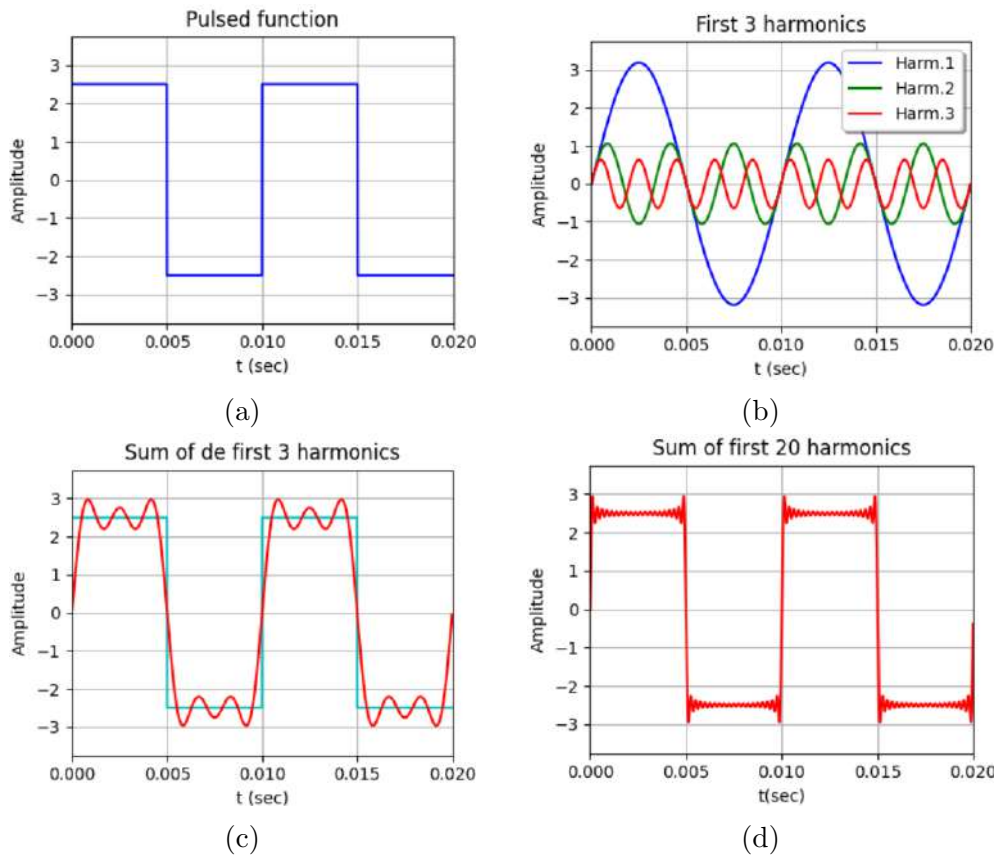 Pulsed function
3
2
1
0
-1
-2
-3
Amplitude
0.000 0.005 0.010 0.015 0.020
t (sec)
(a)
First 3 harmonics
Harm.1
Harm.2
Harm.3
3
2
1
0
-1
-2
-3
Amplitude
0.000 0.005 0.010 0.015 0.020
t (sec)
(b)
Sum of de first 3 harmonics
3
2
1
0
-1
-2
-3
Amplitude
0.000 0.005 0.010 0.015 0.020
t (sec)
(c)
Sum of first 20 harmonics
3
2
1
0
-1
-2
-3
Amplitude
0.000 0.005 0.010 0.015 0.020
t(sec)
(d)